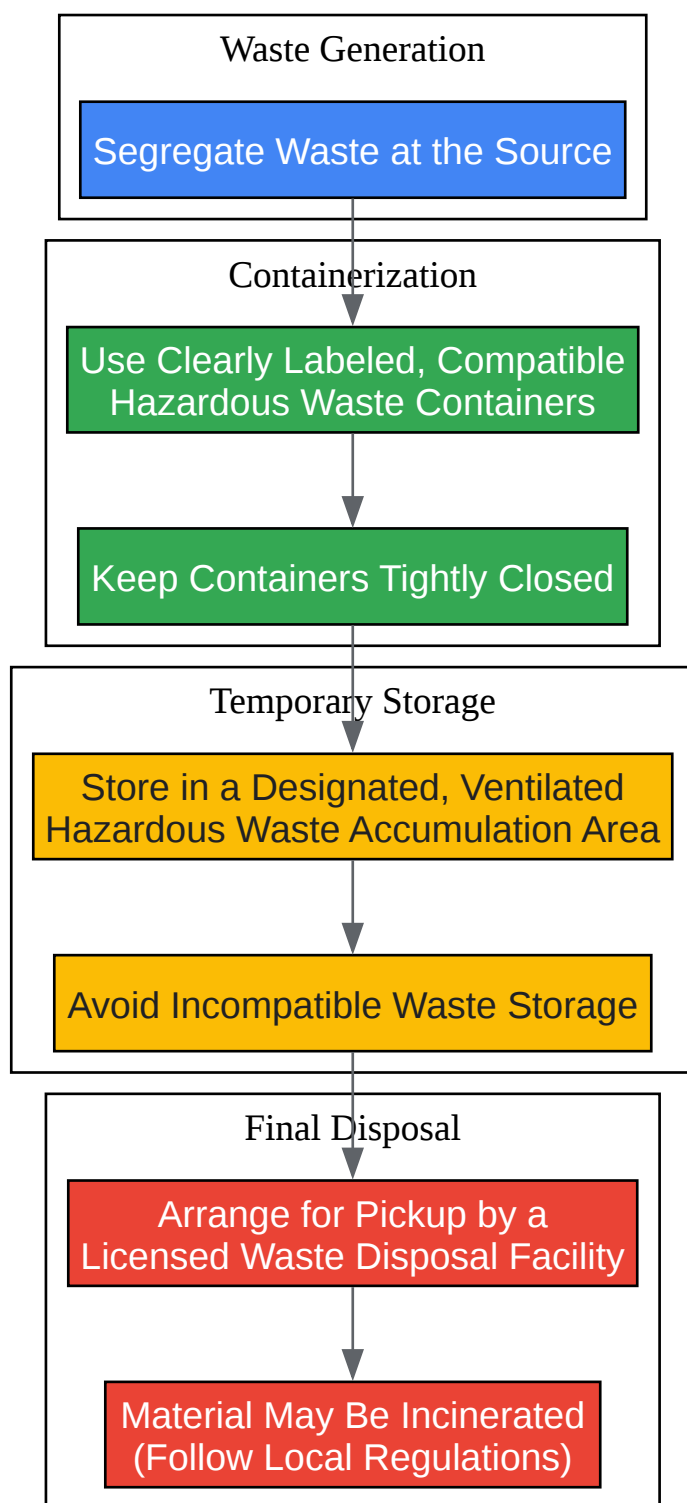 Waste Generation
Segregate Waste at the Source
Containerization
Use Clearly Labeled, Compatible
Hazardous Waste Containers
Keep Containers Tightly Closed
Temporary Storage
Store in a Designated, Ventilated
Hazardous Waste Accumulation Area
Avoid Incompatible Waste Storage
Final Disposal
Arrange for Pickup by a
Licensed Waste Disposal Facility
Material May Be Incinerated
(Follow Local Regulations)